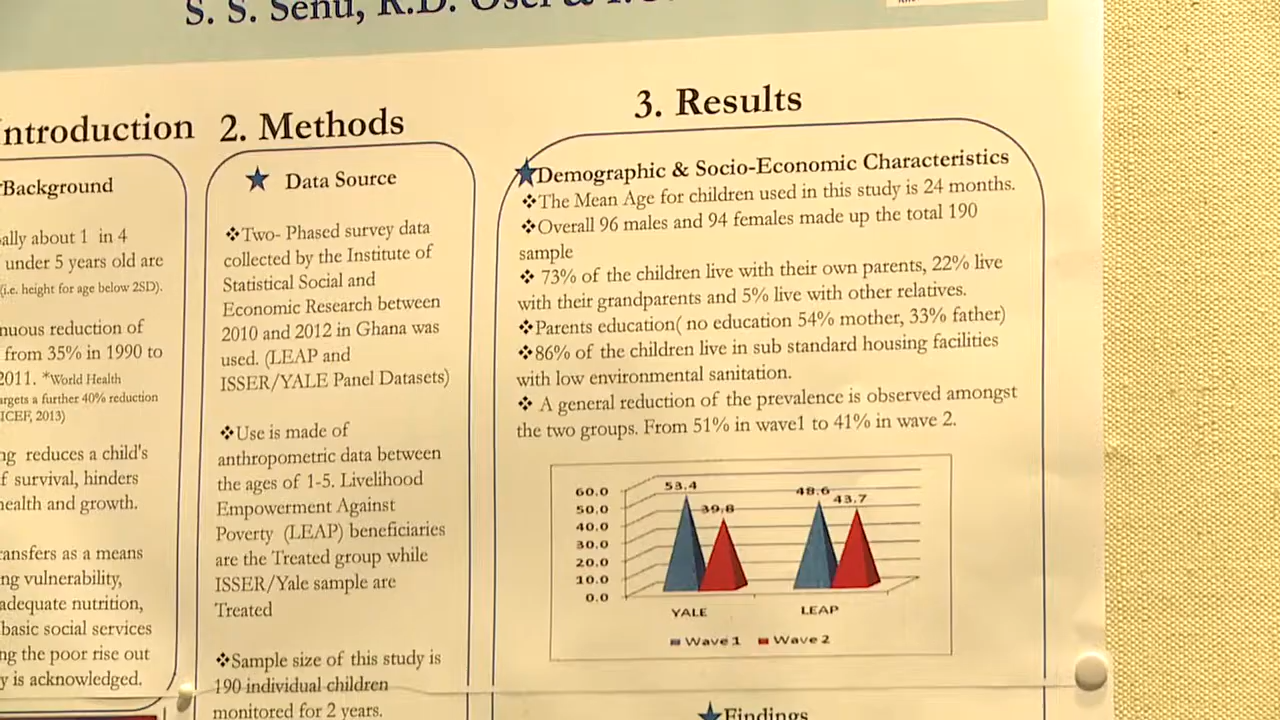 S. S. Senu, R.D. Osei &
Introduction
Background
ally about 1 in 4
under 5 years old are
(i.e. height for age below 2SD).
nuous reduction of
from 35% in 1990 to
2011. *World Health
argets a further 40% reduction
ICEF, 2013)
ng reduces a child's
f survival, hinders
health and growth.
ransfers as a means
ng vulnerability,
adequate nutrition,
basic social services
ng the poor rise out
y is acknowledged.
2. Methods
Data Source
❖Two- Phased survey data
collected by the Institute of
Statistical Social and
Economic Research between
2010 and 2012 in Ghana was
used. (LEAP and
ISSER/YALE Panel Datasets)
❖Use is made of
anthropometric data between
the ages of 1-5. Livelihood
Empowerment Against
Poverty (LEAP) beneficiaries
are the Treated group while
ISSER/Yale sample are
Treated
❖Sample size of this study is
190 individual children
monitored for 2 years.
3. Results
Demographic & Socio-Economic Characteristics
❖The Mean Age for children used in this study is 24 months.
❖Overall 96 males and 94 females made up the total 190
sample
❖ 73% of the children live with their own parents, 22% live
with their grandparents and 5% live with other relatives.
❖Parents education( no education 54% mother, 33% father)
❖86% of the children live in sub standard housing facilities
with low environmental sanitation.
❖ A general reduction of the prevalence is observed amongst
the two groups. From 51% in wave1 to 41% in wave 2.
60.0
50.0
40.0
30.0
20.0
10.0
0.0
53.4
39.8
48.6
43.7
YALE
LEAP
Wave 1 Wave 2
Findings